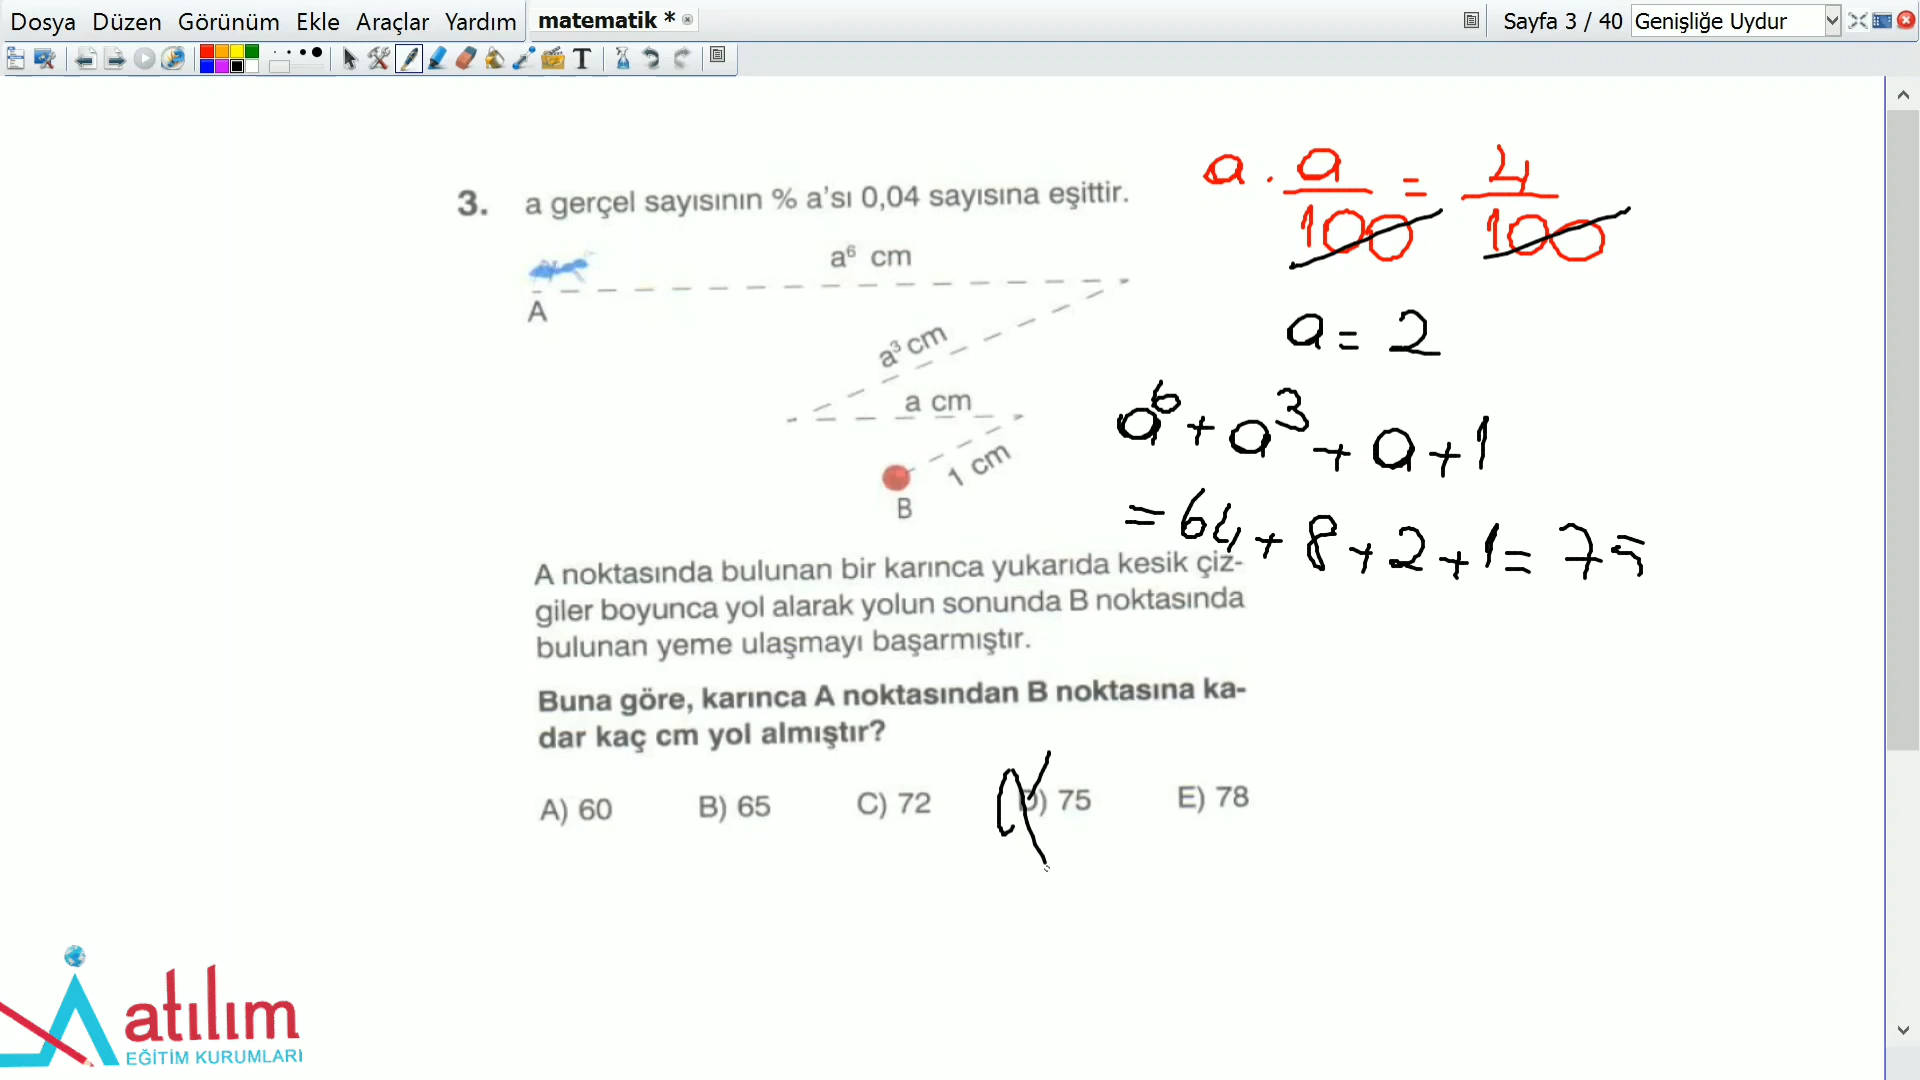 Dosya Düzen Görünüm Ekle Araçlar Yardım
matematik *
Sayfa 3 / 40
Genişliğe Uydur
T
3. a gerçel sayısının % a'sı 0,04 sayısına eşittir.
a⁶ cm
A
a³ cm
a cm
1 cm
B
A noktasında bulunan bir karınca yukarıda kesik çiz-
giler boyunca yol alarak yolun sonunda B noktasında
bulunan yeme ulaşmayı başarmıştır.
Buna göre, karınca A noktasından B noktasına ka-
dar kaç cm yol almıştır?
A) 60 B) 65 C) 72 D) 75 E) 78
a . a/100 = 4/100
a = 2
a⁶ + a³ + a + 1
= 64 + 8 + 2 + 1 = 75
atılım
EĞİTİM KURUMLARI